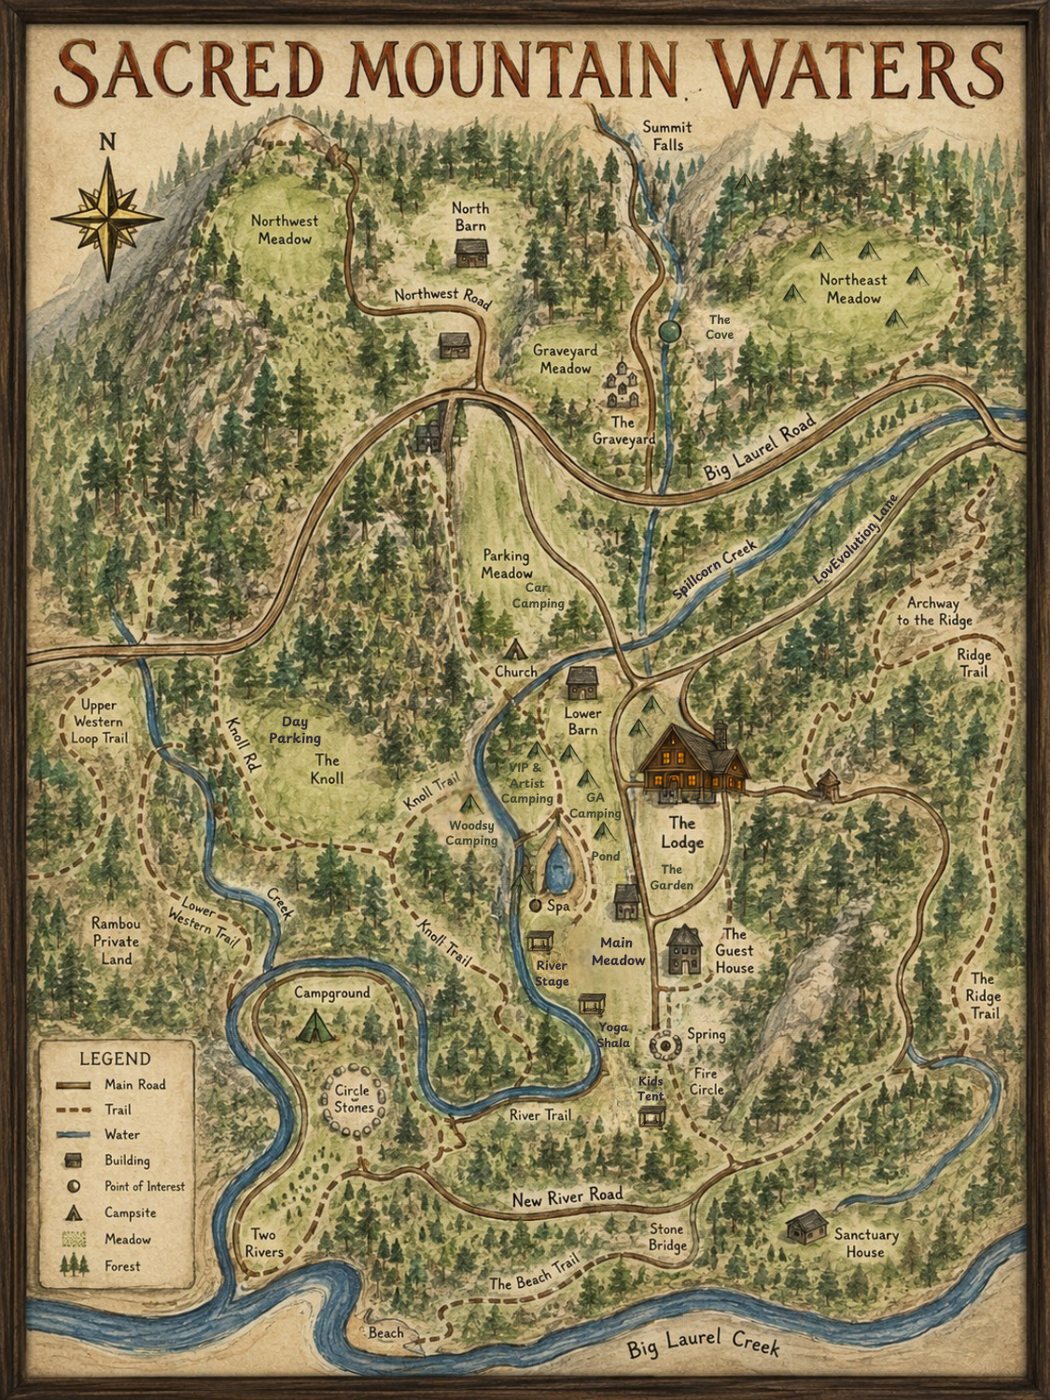 SACRED MOUNTAIN WATERS
N
Summit
Falls
Northwest
Meadow
North
Barn
Northeast
Meadow
Northwest Road
The
Cove
Graveyard
Meadow
The
Graveyard
Big Laurel Road
Parking
Meadow
Car
Camping
Spillcorn Creek
LovEvolution Lane
Archway
to the Ridge
Ridge
Trail
Church
Lower
Barn
Upper
Western
Loop Trail
Knoll Rd
Day
Parking
The
Knoll
VIP &
Artist
Camping
GA
Camping
Knoll Trail
Woodsy
Camping
The
Lodge
Pond
The
Garden
Spa
Creek
Lower
Western Trail
Rambou
Private
Land
Knoll Trail
Main
Meadow
The
Guest
House
River
Stage
Campground
The
Ridge
Trail
Yoga
Shala
Spring
Fire
Circle
Kids
Tent
Circle
of
Stones
River Trail
LEGEND
Main Road
Trail
Water
Building
Point of Interest
Campsite
Meadow
Forest
New River Road
Two
Rivers
Stone
Bridge
Sanctuary
House
The Beach Trail
Beach
Big Laurel Creek